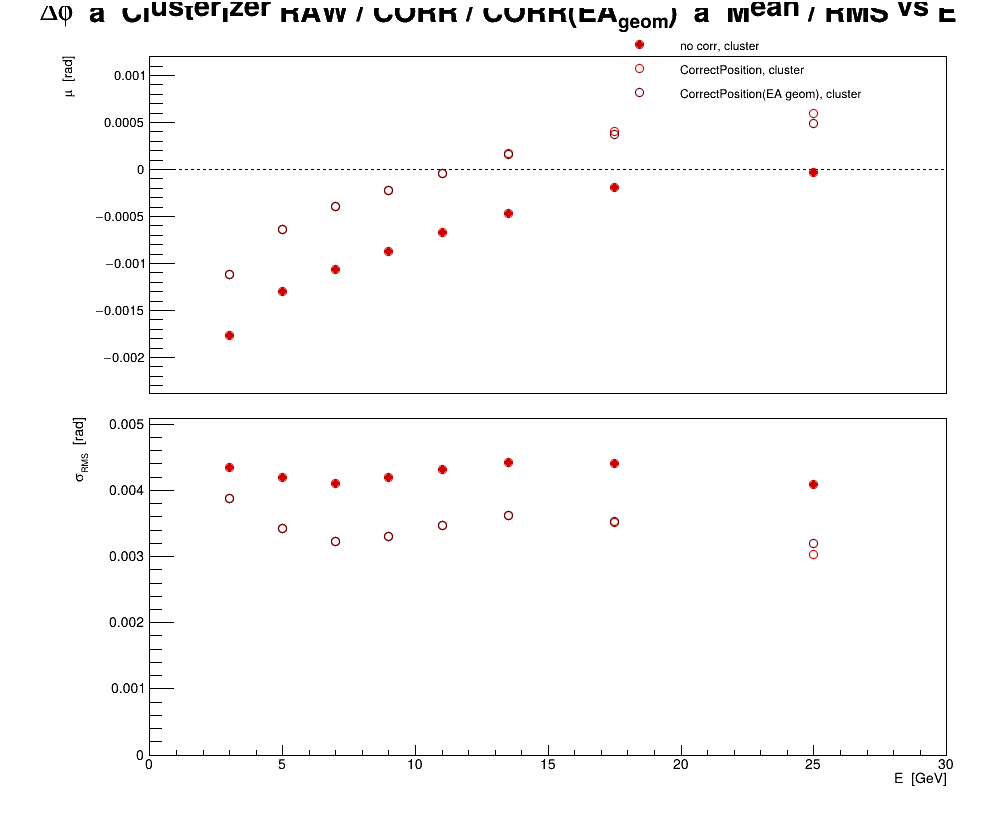 Δφ a Clusterizer RAW / CORR / CORR(EA geom) a Mean / RMS vs E
no corr, cluster
CorrectPosition, cluster
CorrectPosition(EA geom), cluster
μ [rad]
0.001
0.0005
0
−0.0005
−0.001
−0.0015
−0.002
σRMS [rad]
0.005
0.004
0.003
0.002
0.001
0
0 5 10 15 20 25 30
E [GeV]